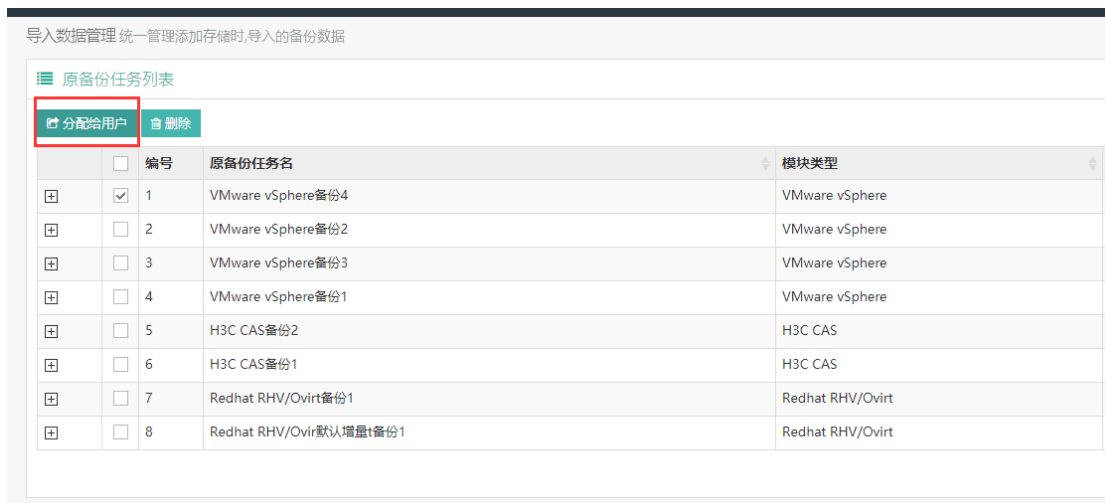 导入数据管理 统一管理添加存储时,导入的备份数据
原备份任务列表
分配给用户 删除
编号 原备份任务名 模块类型
1 VMware vSphere备份4 VMware vSphere
2 VMware vSphere备份2 VMware vSphere
3 VMware vSphere备份3 VMware vSphere
4 VMware vSphere备份1 VMware vSphere
5 H3C CAS备份2 H3C CAS
6 H3C CAS备份1 H3C CAS
7 Redhat RHV/Ovirt备份1 Redhat RHV/Ovirt
8 Redhat RHV/Ovir默认增量t备份1 Redhat RHV/Ovirt